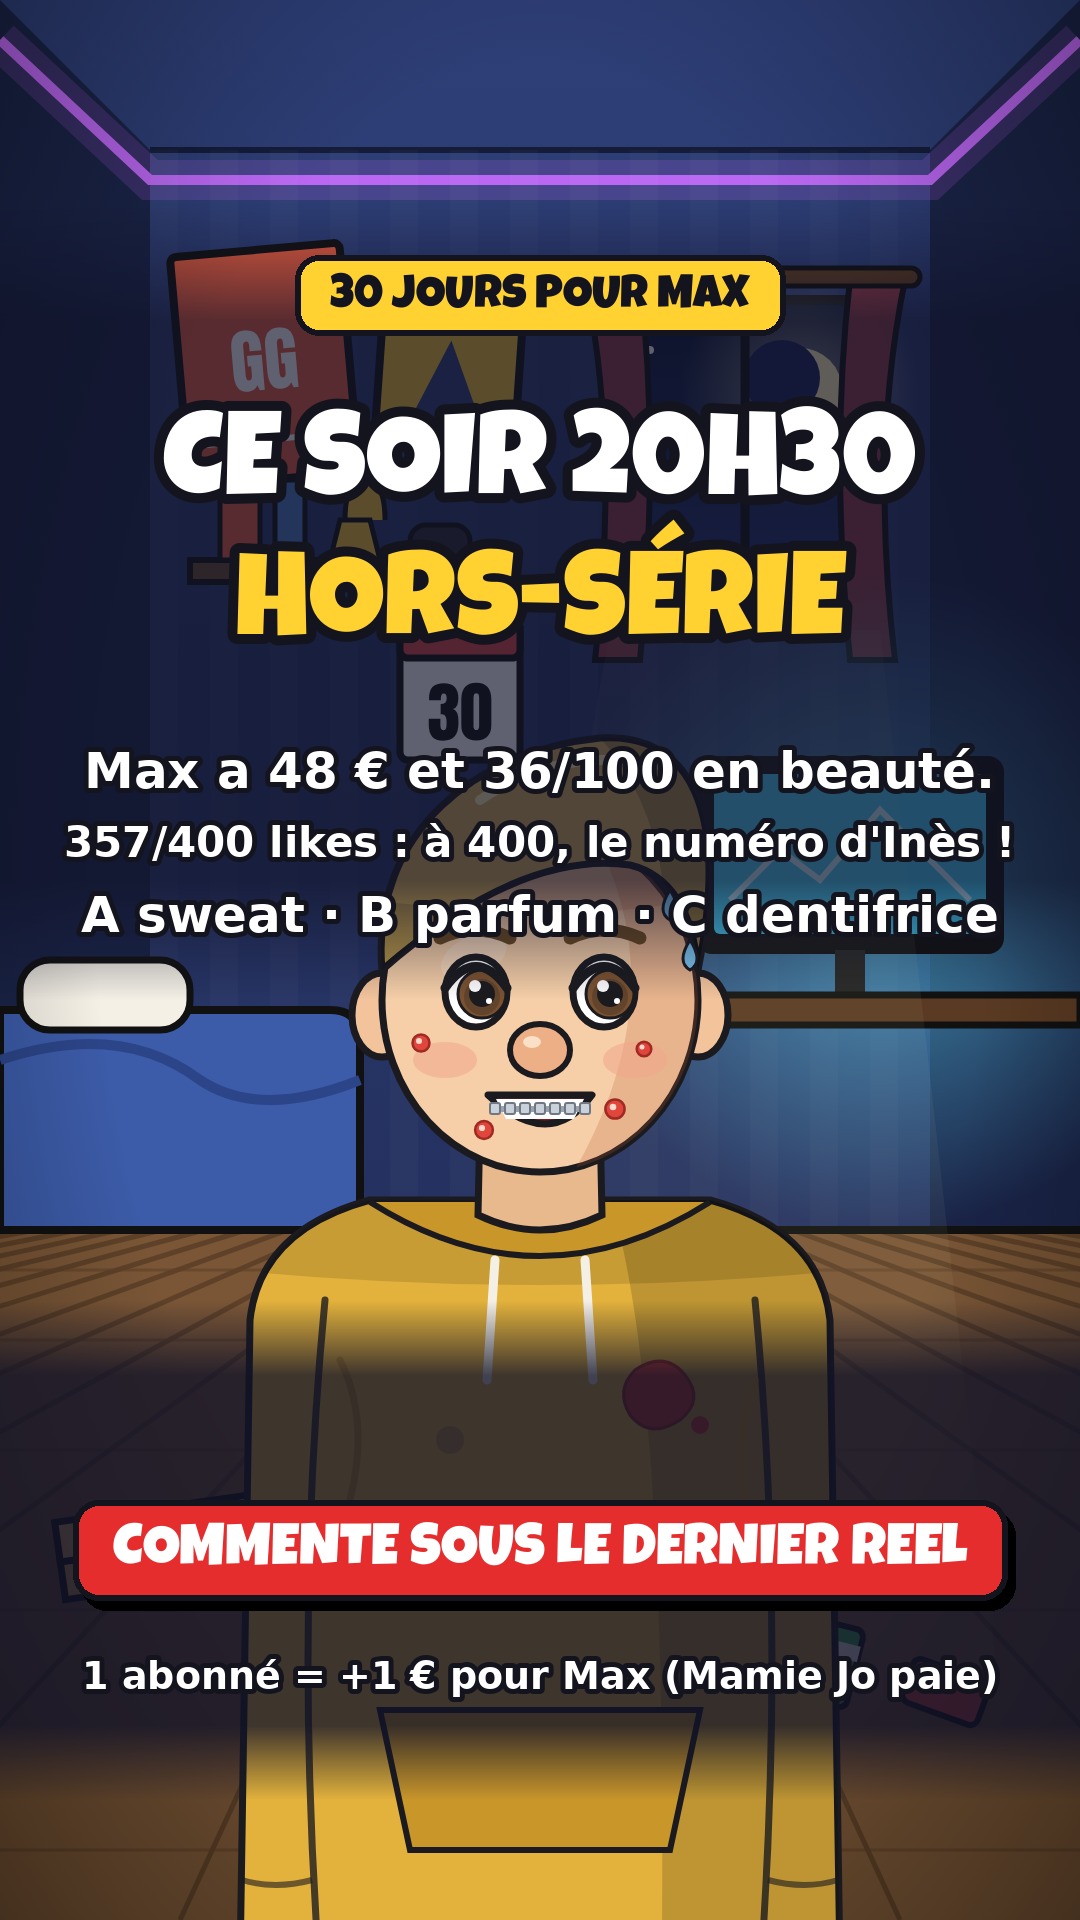 30 JOURS POUR MAX
GG
CE SOIR 20H30
HORS-SÉRIE
30
Max a 48 € et 36/100 en beauté.
357/400 likes : à 400, le numéro d'Inès !
A sweat · B parfum · C dentifrice
COMMENTE SOUS LE DERNIER REEL
1 abonné = +1 € pour Max (Mamie Jo paie)